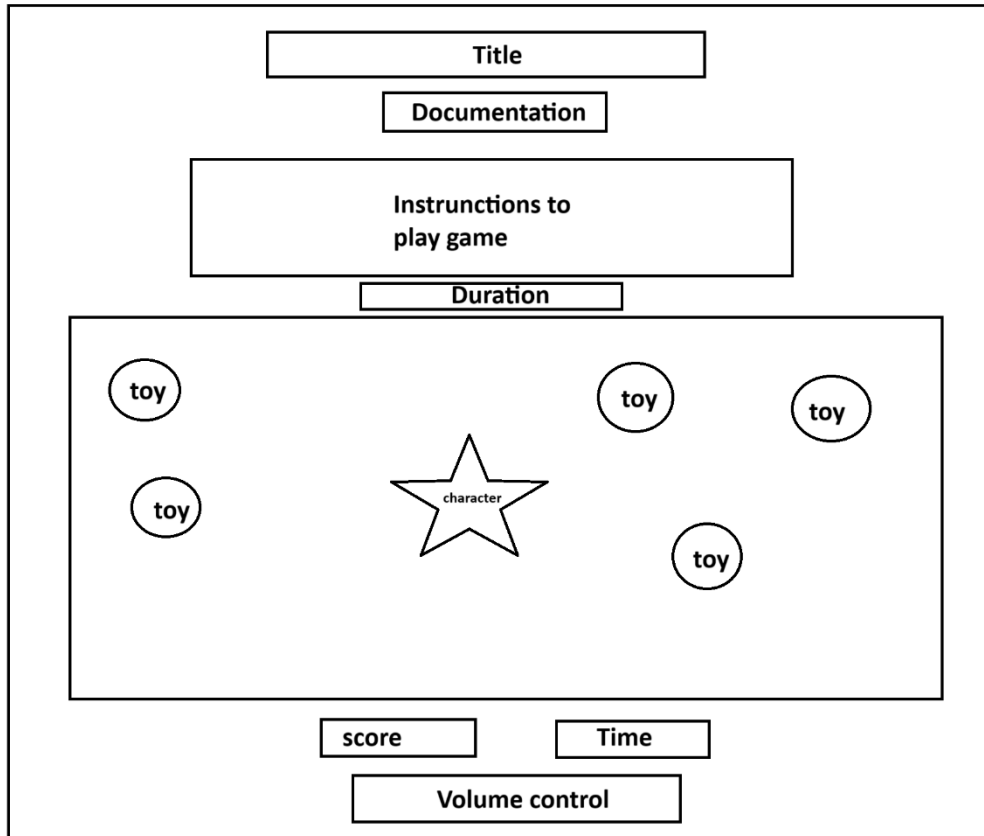 Title
Documentation
Instrunctions to
play game
Duration
toy
toy
toy
character
toy
toy
score
Time
Volume control